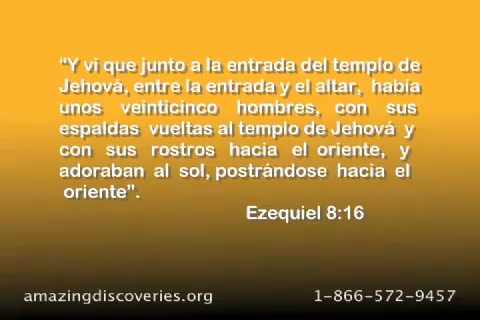 “Y vi que junto a la entrada del templo de
Jehová, entre la entrada y el altar, había
unos veinticinco hombres, con sus
espaldas vueltas al templo de Jehová y
con sus rostros hacia el oriente, y
adoraban al sol, postrándose hacia el
oriente”.
Ezequiel 8:16
amazingdiscoveries.org 1-866-572-9457